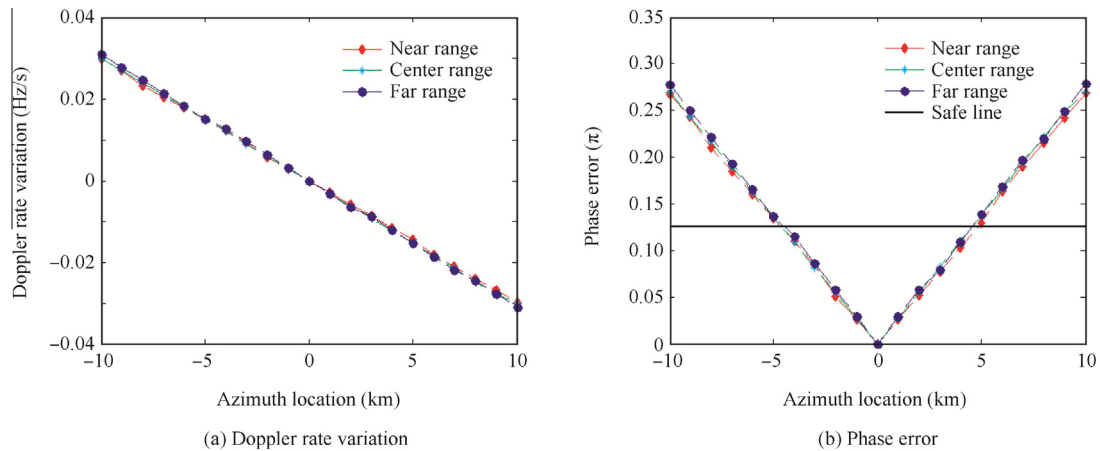 0.04
0.02
0
−0.02
−0.04
−10
−5
0
5
10
Doppler rate variation (Hz/s)
Azimuth location (km)
Near range
Center range
Far range
(a) Doppler rate variation
0.35
0.30
0.25
0.20
0.15
0.10
0.05
0
−10
−5
0
5
10
Phase error (π)
Azimuth location (km)
Near range
Center range
Far range
Safe line
(b) Phase error